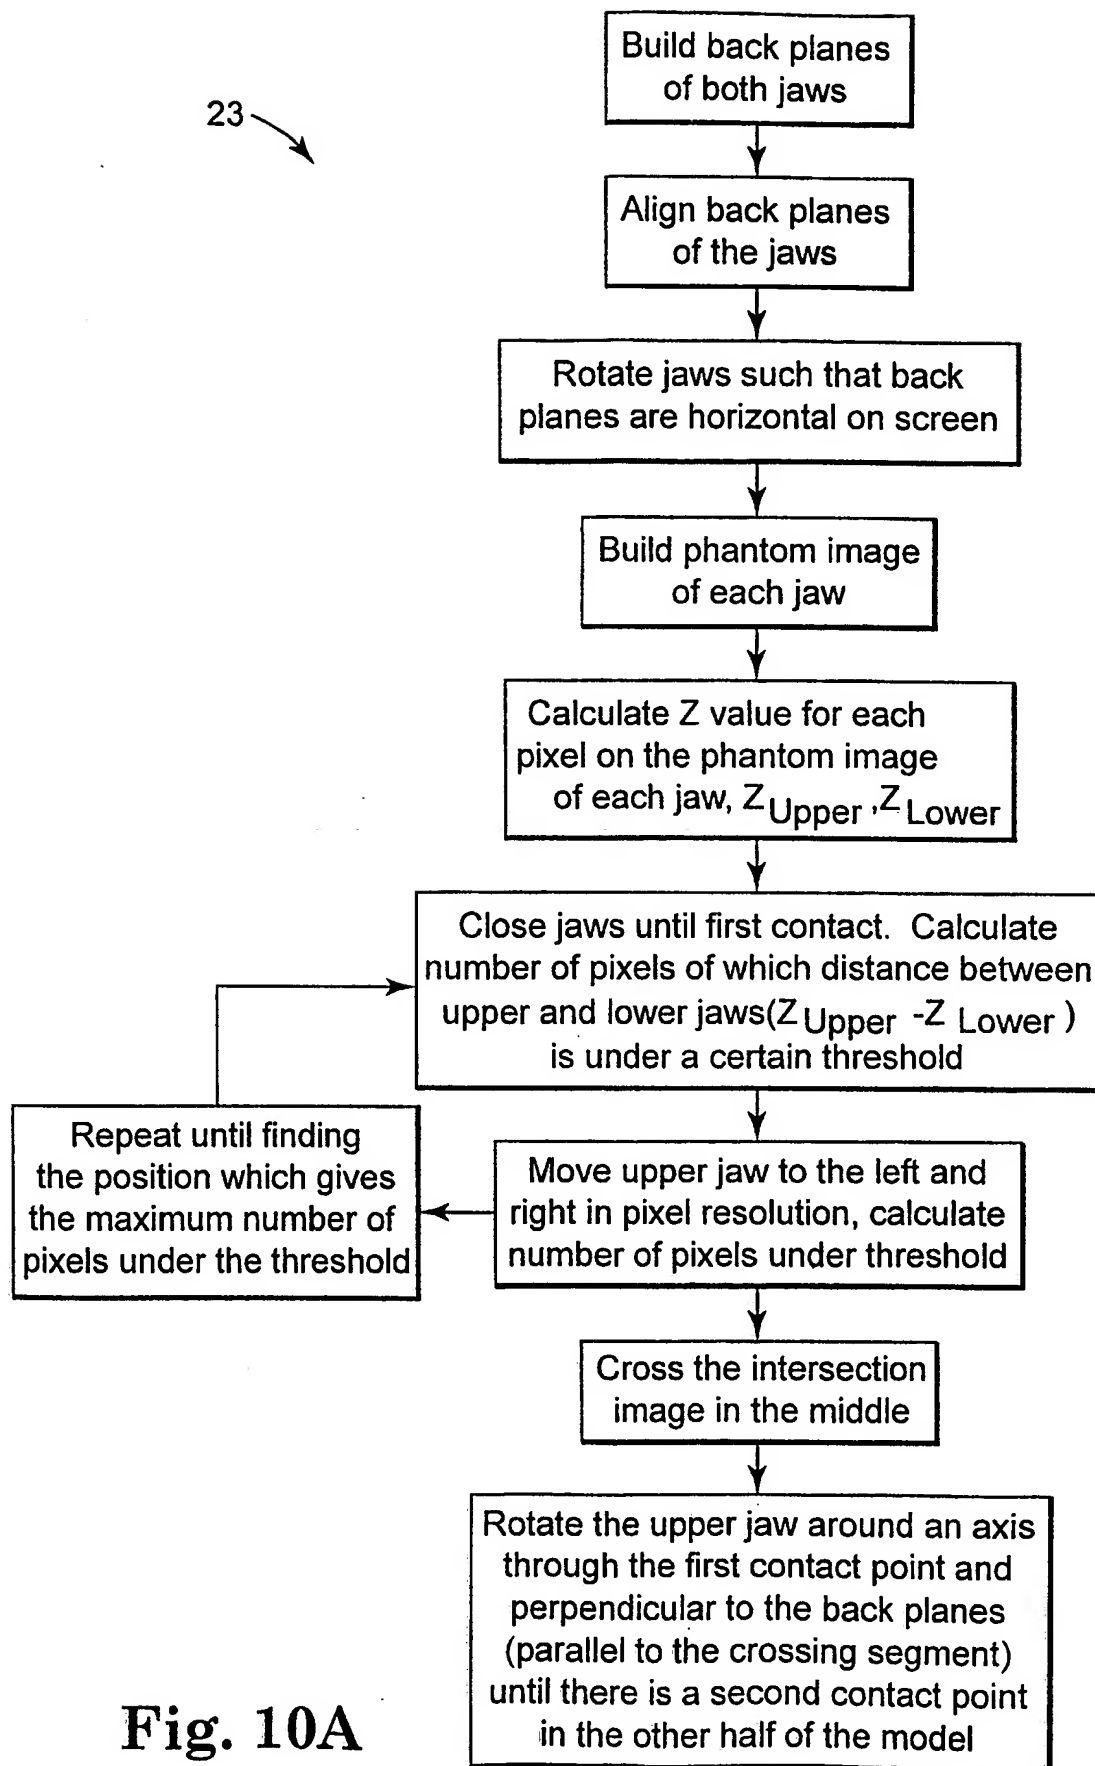 Build back planes
of both jaws
23
Align back planes
of the jaws
Rotate jaws such that back
planes are horizontal on screen
Build phantom image
of each jaw
Calculate Z value for each
pixel on the phantom image
of each jaw, Z Upper ,Z Lower
Close jaws until first contact. Calculate
number of pixels of which distance between
upper and lower jaws(Z Upper -Z Lower )
is under a certain threshold
Repeat until finding
the position which gives
the maximum number of
pixels under the threshold
Move upper jaw to the left and
right in pixel resolution, calculate
number of pixels under threshold
Cross the intersection
image in the middle
Rotate the upper jaw around an axis
through the first contact point and
perpendicular to the back planes
(parallel to the crossing segment)
until there is a second contact point
in the other half of the model
Fig. 10A